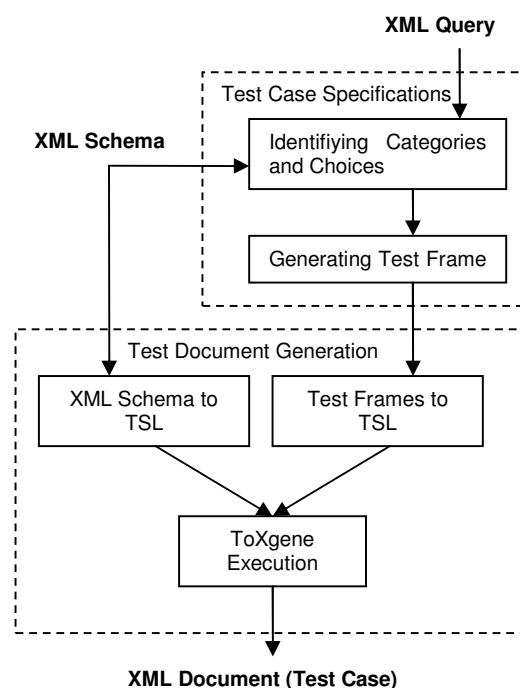 XML Query
Test Case Specifications
XML Schema
Identifiying Categories
and Choices
Generating Test Frame
Test Document Generation
XML Schema to
TSL
Test Frames to
TSL
ToXgene
Execution
XML Document (Test Case)